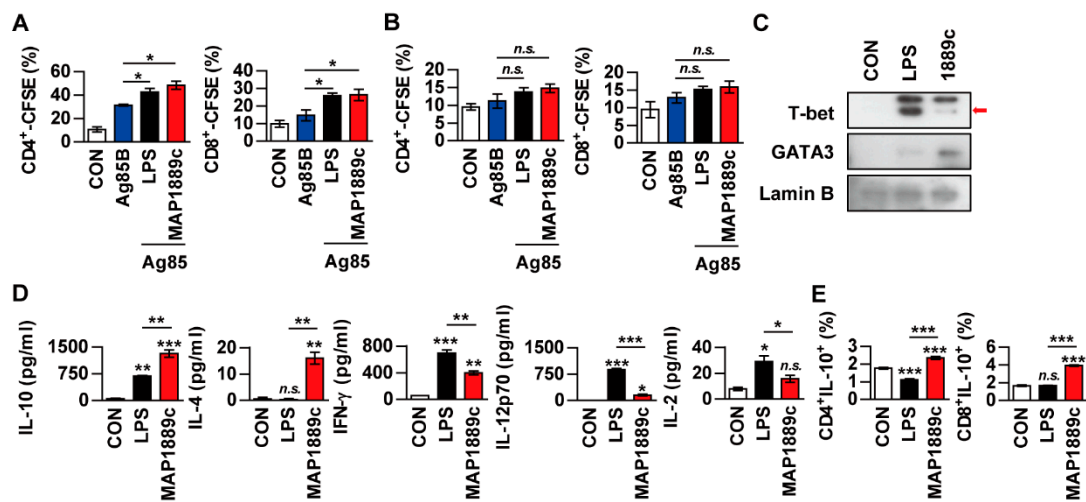 A
CD4+-CFSE (%)
60
40
20
0
*
*
CON
Ag85B
LPS
MAP1889c
Ag85
CD8+-CFSE (%)
40
30
20
10
0
*
*
CON
Ag85B
LPS
MAP1889c
Ag85
B
CD4+-CFSE (%)
20
15
10
5
0
n.s.
n.s.
CON
Ag85B
LPS
MAP1889c
Ag85
CD8+-CFSE (%)
20
15
10
5
0
n.s.
n.s.
CON
Ag85B
LPS
MAP1889c
Ag85
C
CON
LPS
1889c
T-bet
GATA3
Lamin B
D
IL-10 (pg/ml)
1500
750
0
**
**
***
CON
LPS
MAP1889c
IL-4 (pg/ml)
20
10
0
**
n.s.
**
CON
LPS
MAP1889c
IFN-γ (pg/ml)
800
400
0
**
***
**
CON
LPS
MAP1889c
IL-12p70 (pg/ml)
1500
750
0
***
***
*
CON
LPS
MAP1889c
IL-2 (pg/ml)
50
40
30
20
10
0
*
*
n.s.
CON
LPS
MAP1889c
E
CD4+IL-10+ (%)
4
3
2
1
0
***
***
***
CON
LPS
MAP1889c
CD8+IL-10+ (%)
6
4
2
0
***
n.s.
***
CON
LPS
MAP1889c